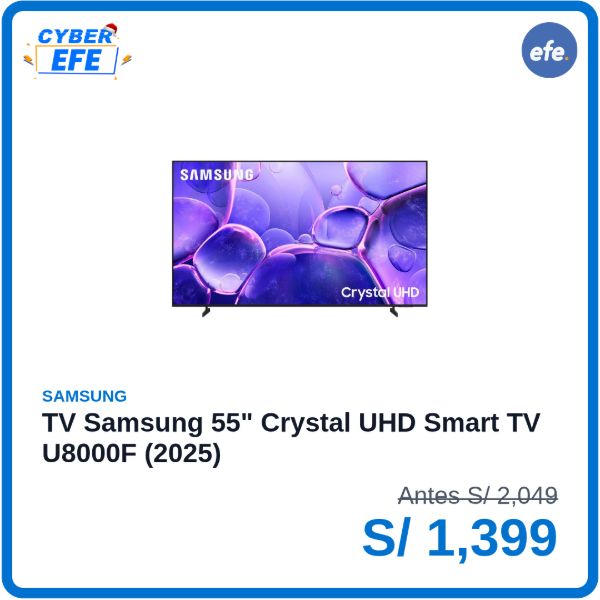 CYBER
EFE
efe.
SAMSUNG
Crystal UHD
SAMSUNG
TV Samsung 55" Crystal UHD Smart TV
U8000F (2025)
Antes S/ 2,049
S/ 1,399